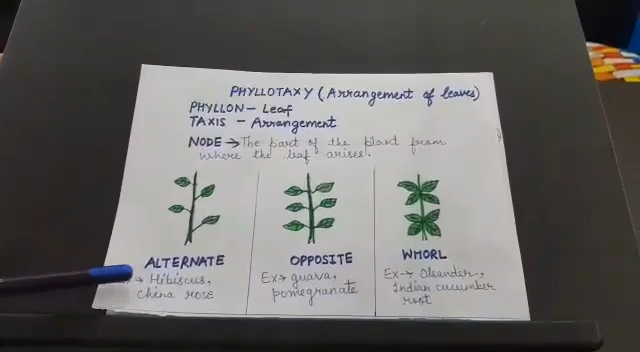 PHYLLOTAXY (Arrangement of leaves)
PHYLLON - Leaf
TAXIS - Arrangement
NODE → The part of the plant from
where the leaf arises.
ALTERNATE
→ Hibiscus,
China rose
OPPOSITE
Ex → guava,
pomegranate
WHORL
Ex → Oleander,
Indian cucumber
root